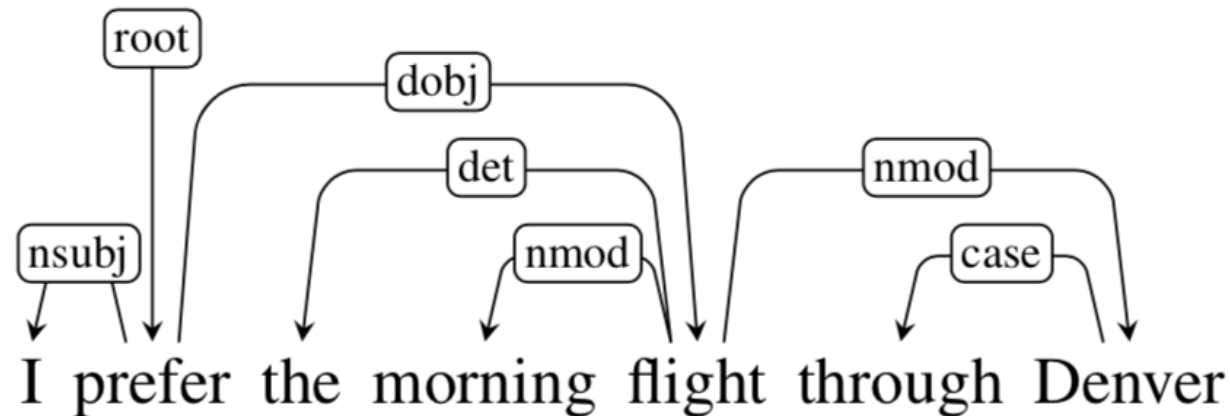 root
dobj
det
nmod
nsubj
nmod
case
I prefer the morning flight through Denver